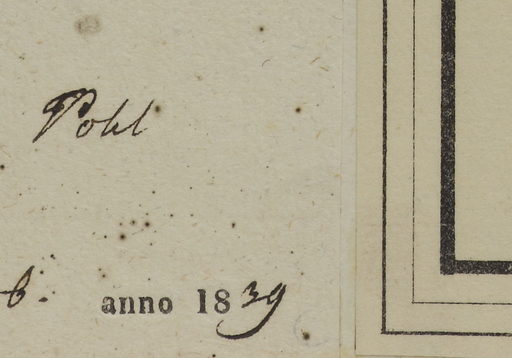 Pohl
b. anno 1839